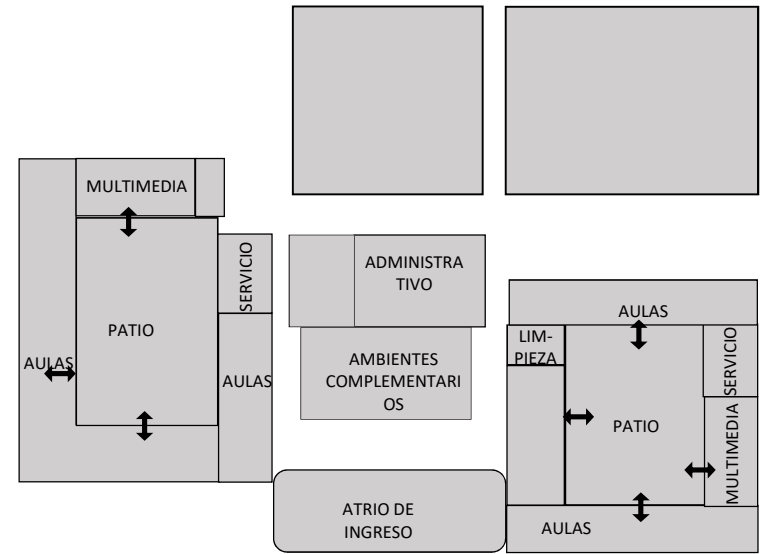 MULTIMEDIA
SERVICIO
PATIO
AULAS
AULAS
ADMINISTRA
TIVO
AMBIENTES
COMPLEMENTARI
OS
ATRIO DE
INGRESO
AULAS
LIM-
PIEZA
SERVICIO
PATIO
MULTIMEDIA
AULAS